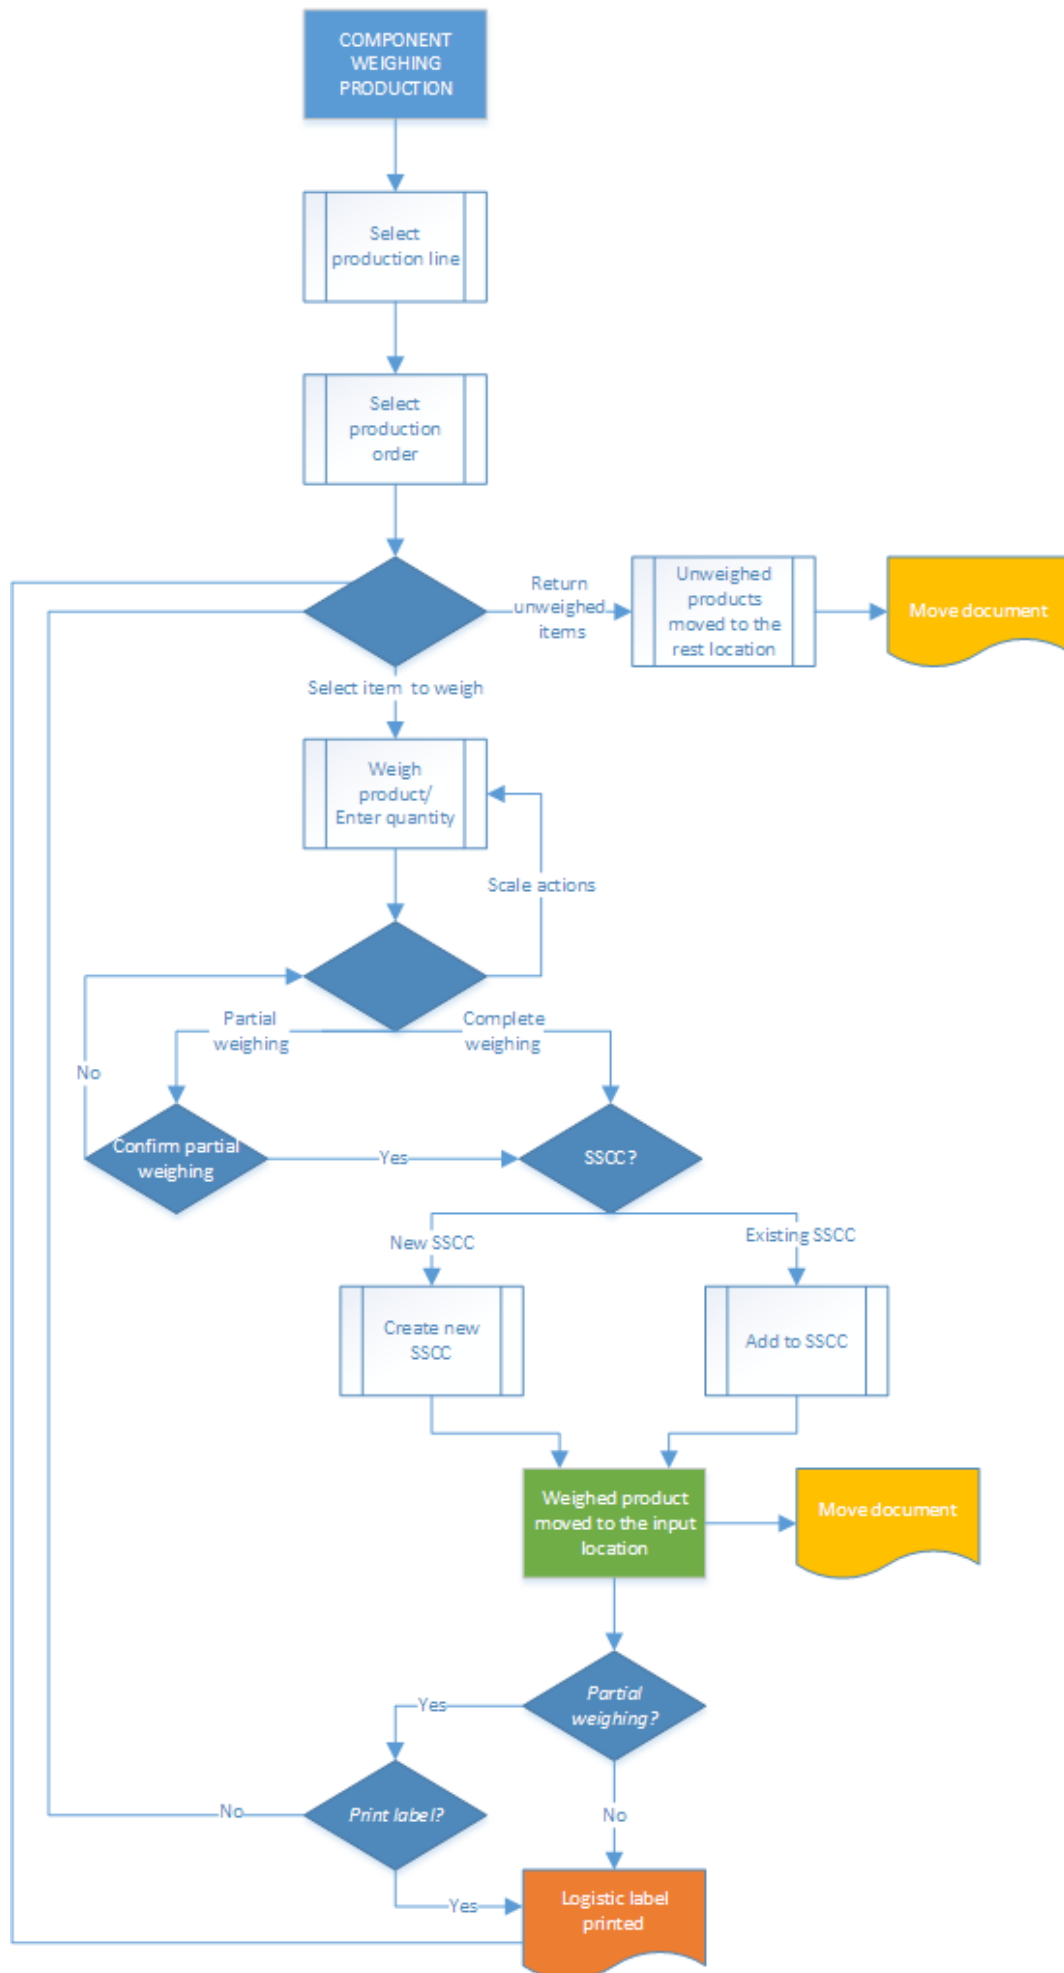 COMPONENT
WEIGHING
PRODUCTION
Select
production line
Select
production
order
Return
unweighed
items
Unweighed
products
moved to the
rest location
Move document
Select item to weigh
Weigh
product/
Enter quantity
Scale actions
Partial
weighing
Complete
weighing
No
Confirm partial
weighing
Yes
SSCC?
New SSCC
Existing SSCC
Create new
SSCC
Add to SSCC
Weighed product
moved to the input
location
Move document
Partial
weighing?
Yes
No
Print label?
No
Yes
Logistic label
printed